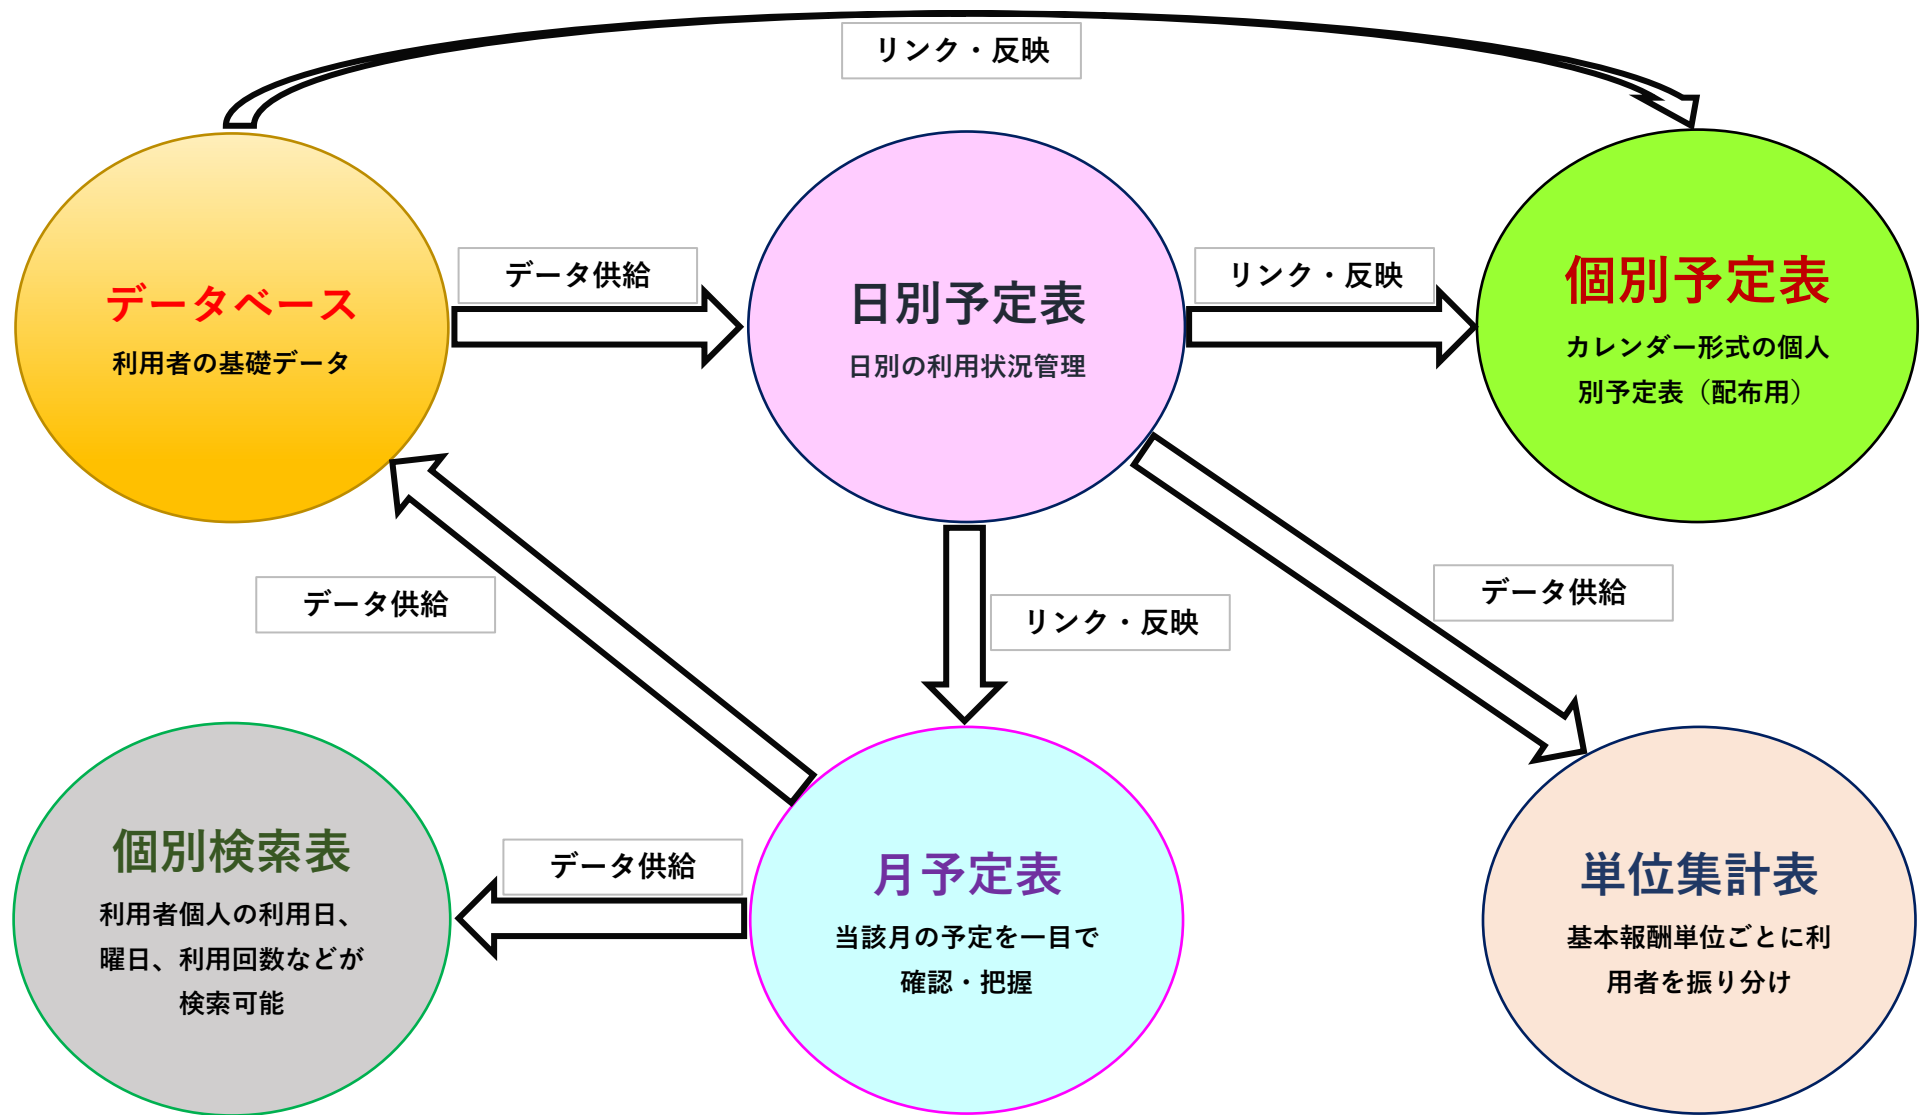 リンク・反映
データベース
利用者の基礎データ
データ供給
日別予定表
日別の利用状況管理
リンク・反映
個別予定表
カレンダー形式の個人
別予定表（配布用）
データ供給
リンク・反映
データ供給
個別検索表
利用者個人の利用日、
曜日、利用回数などが
検索可能
データ供給
月予定表
当該月の予定を一目で
確認・把握
単位集計表
基本報酬単位ごとに利
用者を振り分け